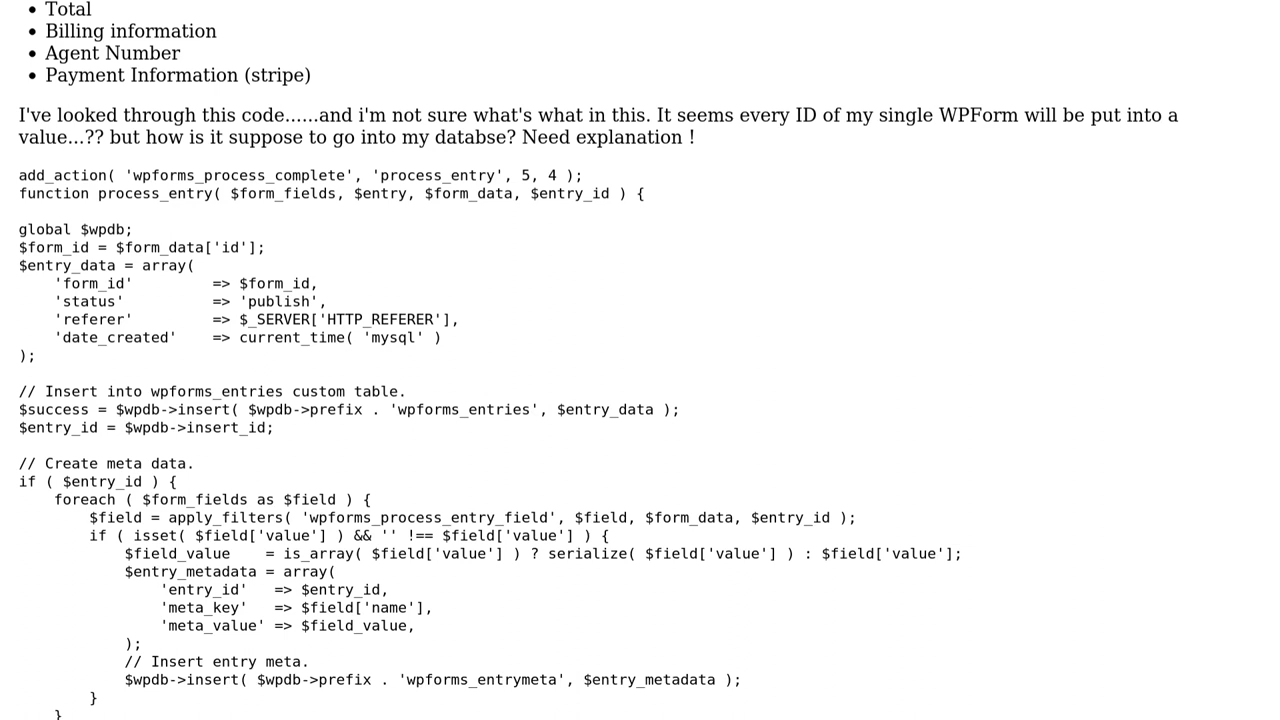 • Total
• Billing information
• Agent Number
• Payment Information (stripe)
I've looked through this code......and i'm not sure what's what in this. It seems every ID of my single WPForm will be put into a
value...?? but how is it suppose to go into my databse? Need explanation !
add_action( 'wpforms_process_complete', 'process_entry', 5, 4 );
function process_entry( $form_fields, $entry, $form_data, $entry_id ) {

global $wpdb;
$form_id = $form_data['id'];
$entry_data = array(
    'form_id'         => $form_id,
    'status'          => 'publish',
    'referer'         => $_SERVER['HTTP_REFERER'],
    'date_created'    => current_time( 'mysql' )
);

// Insert into wpforms_entries custom table.
$success = $wpdb->insert( $wpdb->prefix . 'wpforms_entries', $entry_data );
$entry_id = $wpdb->insert_id;

// Create meta data.
if ( $entry_id ) {
    foreach ( $form_fields as $field ) {
        $field = apply_filters( 'wpforms_process_entry_field', $field, $form_data, $entry_id );
        if ( isset( $field['value'] ) && '' !== $field['value'] ) {
            $field_value    = is_array( $field['value'] ) ? serialize( $field['value'] ) : $field['value'];
            $entry_metadata = array(
                'entry_id'   => $entry_id,
                'meta_key'   => $field['name'],
                'meta_value' => $field_value,
            );
            // Insert entry meta.
            $wpdb->insert( $wpdb->prefix . 'wpforms_entrymeta', $entry_metadata );
        }
    }